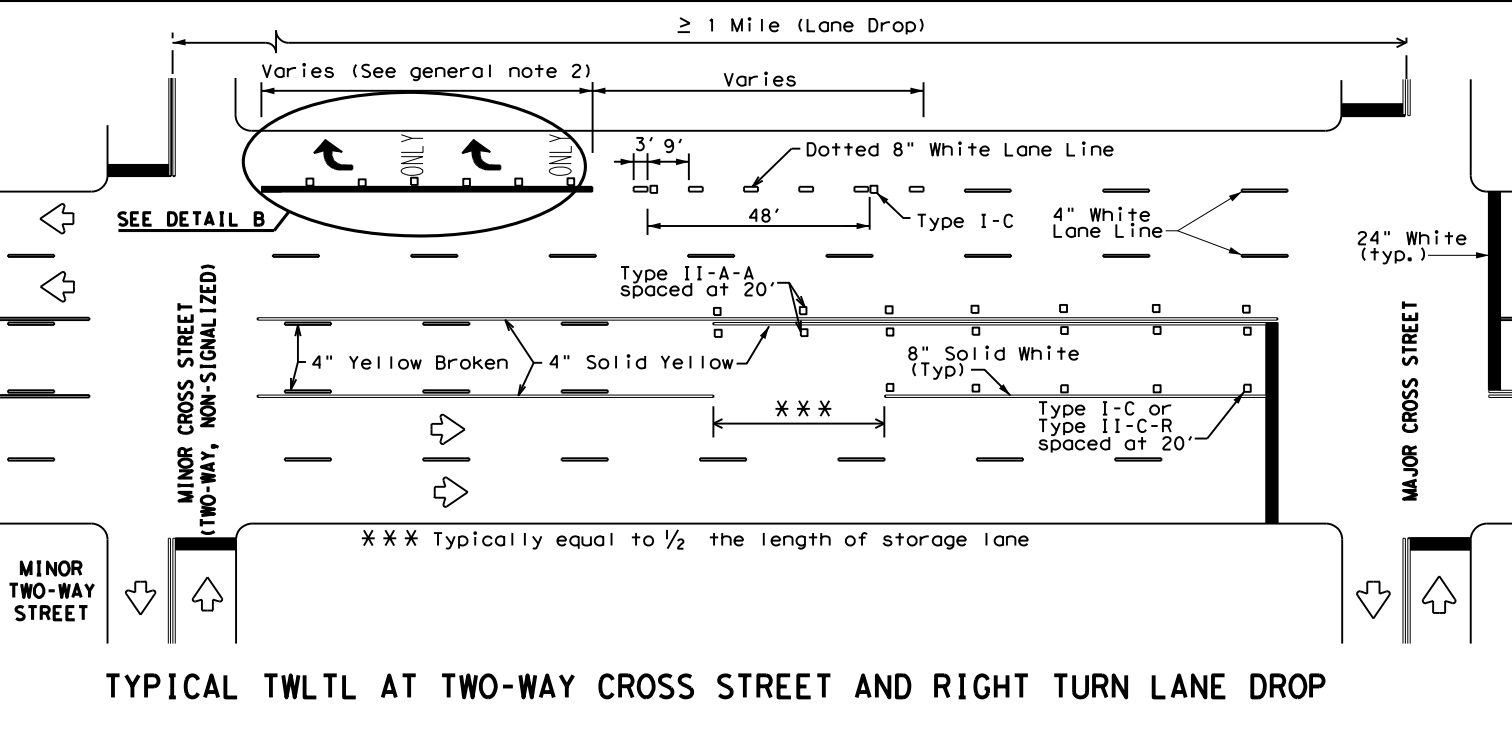 ≥ 1 Mile (Lane Drop)
Varies (See general note 2)
Varies
ONLY
ONLY
3' 9'
Dotted 8" White Lane Line
SEE DETAIL B
48'
Type I-C
4" White
Lane Line
24" White
(typ.)
Type II-A-A
spaced at 20'
MINOR CROSS STREET
(TWO-WAY, NON-SIGNALIZED)
4" Yellow Broken
4" Solid Yellow
8" Solid White
(Typ)
***
Type I-C or
Type II-C-R
spaced at 20'
MAJOR CROSS STREET
*** Typically equal to 1/2 the length of storage lane
MINOR
TWO-WAY
STREET
TYPICAL TWLTL AT TWO-WAY CROSS STREET AND RIGHT TURN LANE DROP